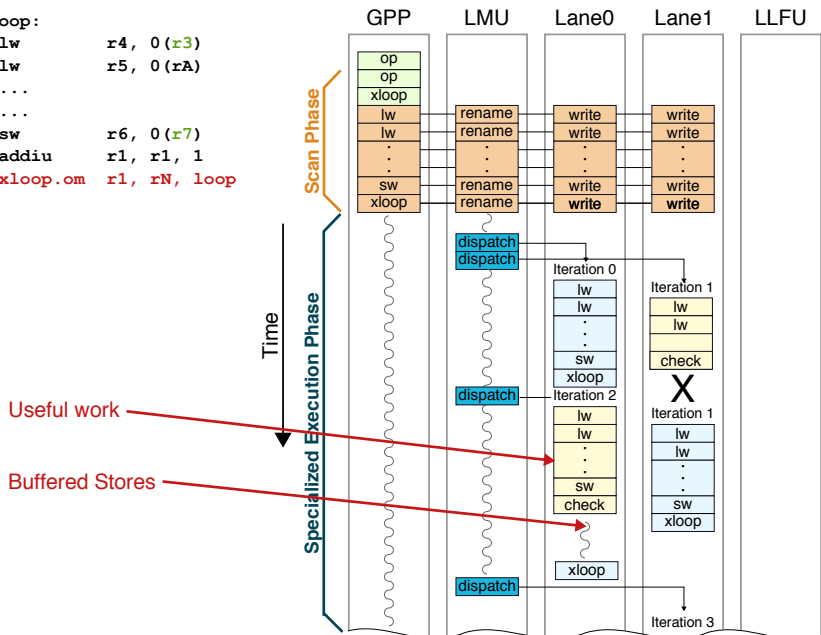 GPP LMU Lane0 Lane1 LLFU
loop:
lw r4, 0(r3)
lw r5, 0(rA)
...
...
sw r6, 0(r7)
addiu r1, r1, 1
xloop.om r1, rN, loop
Scan Phase
op
op
xloop
lw rename write write
lw rename write write
: : : :
sw rename write write
xloop rename write write
Time
Specialized Execution Phase
dispatch
dispatch
Iteration 0
lw
lw
:
sw
xloop
Iteration 1
lw
lw
check
X
dispatch
Iteration 2
lw
lw
:
sw
check
xloop
Iteration 1
lw
lw
:
sw
xloop
dispatch
Iteration 3
Useful work
Buffered Stores